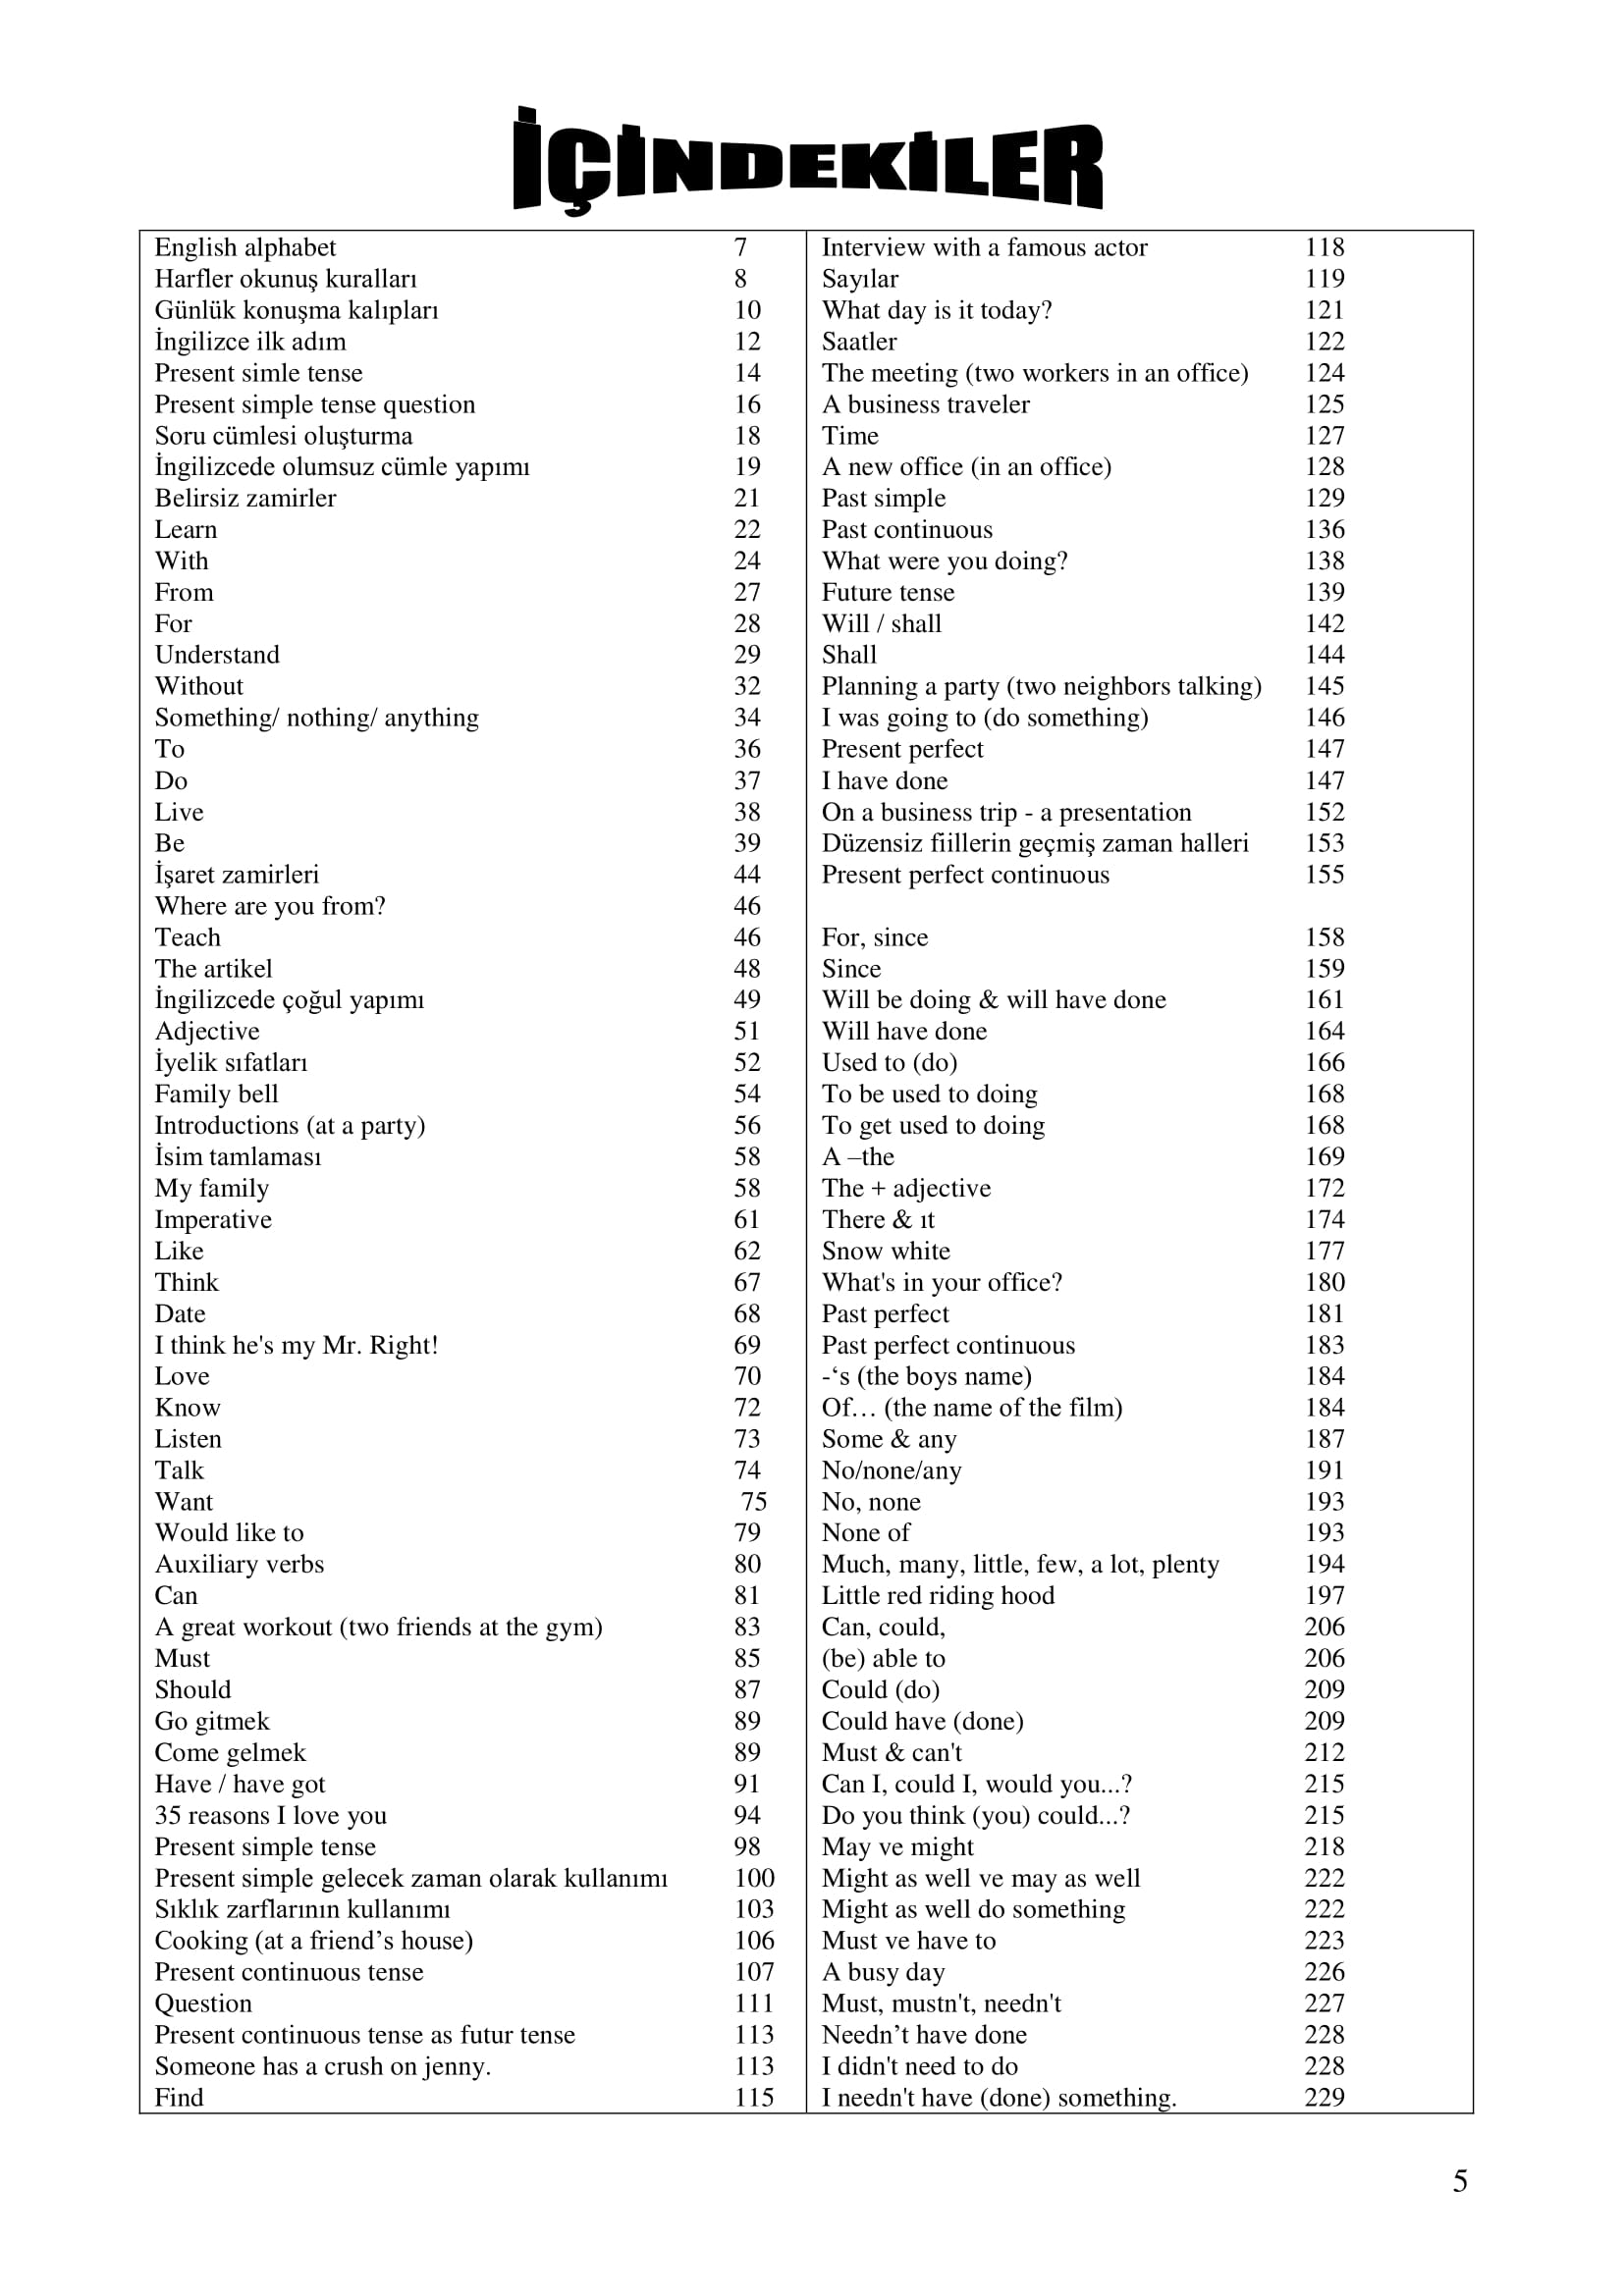 İÇİNDEKİLER
English alphabet 7
Harfler okunuş kuralları 8
Günlük konuşma kalıpları 10
İngilizce ilk adım 12
Present simle tense 14
Present simple tense question 16
Soru cümlesi oluşturma 18
İngilizcede olumsuz cümle yapımı 19
Belirsiz zamirler 21
Learn 22
With 24
From 27
For 28
Understand 29
Without 32
Something/ nothing/ anything 34
To 36
Do 37
Live 38
Be 39
İşaret zamirleri 44
Where are you from? 46
Teach 46
The artikel 48
İngilizcede çoğul yapımı 49
Adjective 51
İyelik sıfatları 52
Family bell 54
Introductions (at a party) 56
İsim tamlaması 58
My family 58
Imperative 61
Like 62
Think 67
Date 68
I think he's my Mr. Right! 69
Love 70
Know 72
Listen 73
Talk 74
Want 75
Would like to 79
Auxiliary verbs 80
Can 81
A great workout (two friends at the gym) 83
Must 85
Should 87
Go gitmek 89
Come gelmek 89
Have / have got 91
35 reasons I love you 94
Present simple tense 98
Present simple gelecek zaman olarak kullanımı 100
Sıklık zarflarının kullanımı 103
Cooking (at a friend’s house) 106
Present continuous tense 107
Question 111
Present continuous tense as futur tense 113
Someone has a crush on jenny. 113
Find 115
Interview with a famous actor 118
Sayılar 119
What day is it today? 121
Saatler 122
The meeting (two workers in an office) 124
A business traveler 125
Time 127
A new office (in an office) 128
Past simple 129
Past continuous 136
What were you doing? 138
Future tense 139
Will / shall 142
Shall 144
Planning a party (two neighbors talking) 145
I was going to (do something) 146
Present perfect 147
I have done 147
On a business trip - a presentation 152
Düzensiz fiillerin geçmiş zaman halleri 153
Present perfect continuous 155
For, since 158
Since 159
Will be doing & will have done 161
Will have done 164
Used to (do) 166
To be used to doing 168
To get used to doing 168
A –the 169
The + adjective 172
There & ıt 174
Snow white 177
What's in your office? 180
Past perfect 181
Past perfect continuous 183
-‘s (the boys name) 184
Of… (the name of the film) 184
Some & any 187
No/none/any 191
No, none 193
None of 193
Much, many, little, few, a lot, plenty 194
Little red riding hood 197
Can, could, 206
(be) able to 206
Could (do) 209
Could have (done) 209
Must & can't 212
Can I, could I, would you...? 215
Do you think (you) could...? 215
May ve might 218
Might as well ve may as well 222
Might as well do something 222
Must ve have to 223
A busy day 226
Must, mustn't, needn't 227
Needn’t have done 228
I didn't need to do 228
I needn't have (done) something. 229
5